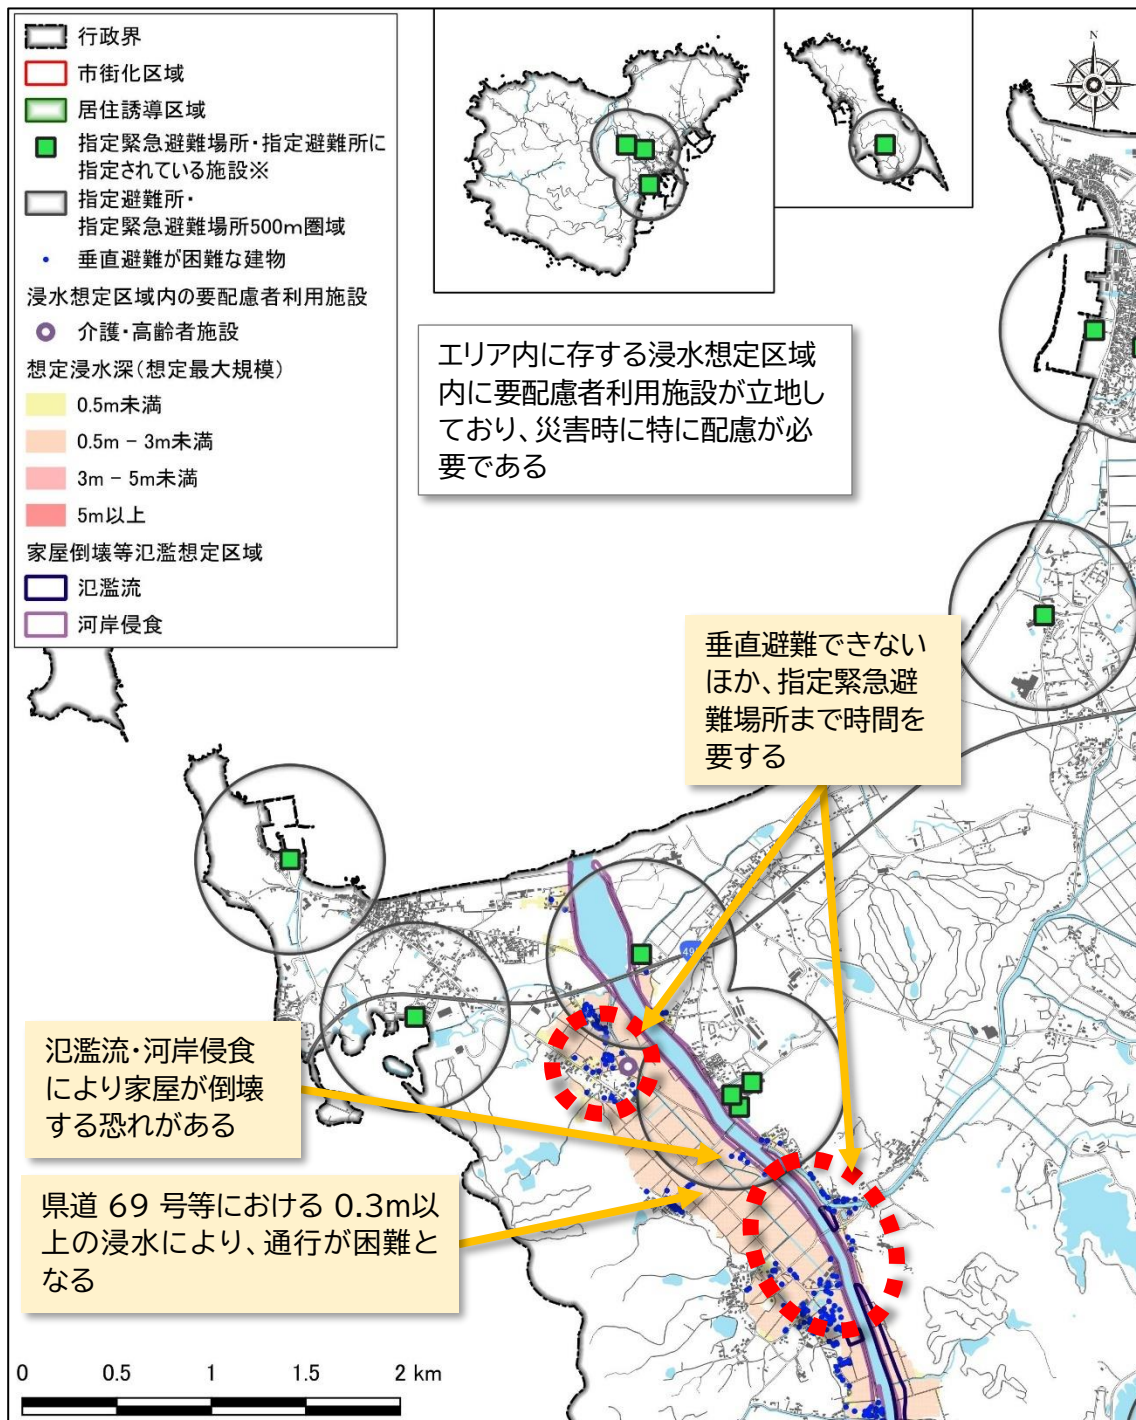 行政界
市街化区域
居住誘導区域
指定緊急避難場所・指定避難所に
指定されている施設※
指定避難所・
指定緊急避難場所500m圏域
垂直避難が困難な建物
浸水想定区域内の要配慮者利用施設
介護・高齢者施設
想定浸水深(想定最大規模)
0.5m未満
0.5m - 3m未満
3m - 5m未満
5m以上
家屋倒壊等氾濫想定区域
氾濫流
河岸侵食
N
エリア内に存する浸水想定区域
内に要配慮者利用施設が立地し
ており、災害時に特に配慮が必
要である
垂直避難できない
ほか、指定緊急避
難場所まで時間を
要する
氾濫流・河岸侵食
により家屋が倒壊
する恐れがある
県道 69 号等における 0.3m以
上の浸水により、通行が困難と
なる
0 0.5 1 2 km